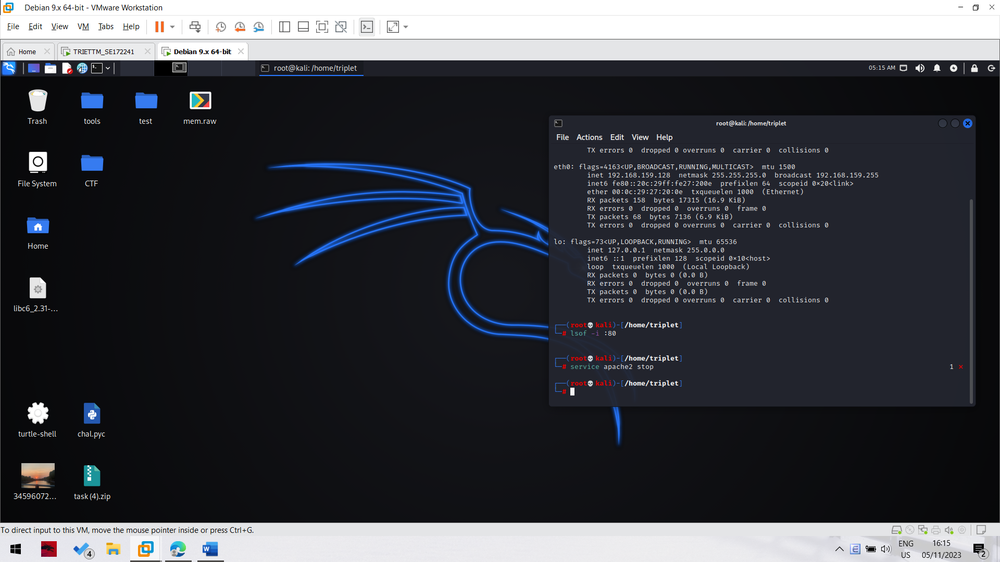 Debian 9.x 64-bit - VMware Workstation
File Edit View VM Tabs Help
Home TRIETTM_SE172241 Debian 9.x 64-bit
root@kali: /home/triplet 05:15 AM
Trash tools test mem.raw
File System CTF
Home
libc6_2.31-...
turtle-shell chal.pyc
34596072... task (4).zip
root@kali: /home/triplet
File Actions Edit View Help
TX errors 0 dropped 0 overruns 0 carrier 0 collisions 0
eth0: flags=4163<UP,BROADCAST,RUNNING,MULTICAST> mtu 1500
inet 192.168.159.128 netmask 255.255.255.0 broadcast 192.168.159.255
inet6 fe80::20c:29ff:fe27:200e prefixlen 64 scopeid 0×20<link>
ether 00:0c:29:27:20:0e txqueuelen 1000 (Ethernet)
RX packets 158 bytes 17315 (16.9 KiB)
RX errors 0 dropped 0 overruns 0 frame 0
TX packets 68 bytes 7136 (6.9 KiB)
TX errors 0 dropped 0 overruns 0 carrier 0 collisions 0
lo: flags=73<UP,LOOPBACK,RUNNING> mtu 65536
inet 127.0.0.1 netmask 255.0.0.0
inet6 ::1 prefixlen 128 scopeid 0×10<host>
loop txqueuelen 1000 (Local Loopback)
RX packets 0 bytes 0 (0.0 B)
RX errors 0 dropped 0 overruns 0 frame 0
TX packets 0 bytes 0 (0.0 B)
TX errors 0 dropped 0 overruns 0 carrier 0 collisions 0
┌──(root💀kali)-[/home/triplet]
└─# lsof -i :80
┌──(root💀kali)-[/home/triplet]
└─# service apache2 stop 1 ⨯
┌──(root💀kali)-[/home/triplet]
└─#
To direct input to this VM, move the mouse pointer inside or press Ctrl+G.
4
W
ENG
US
16:15
05/11/2023
2